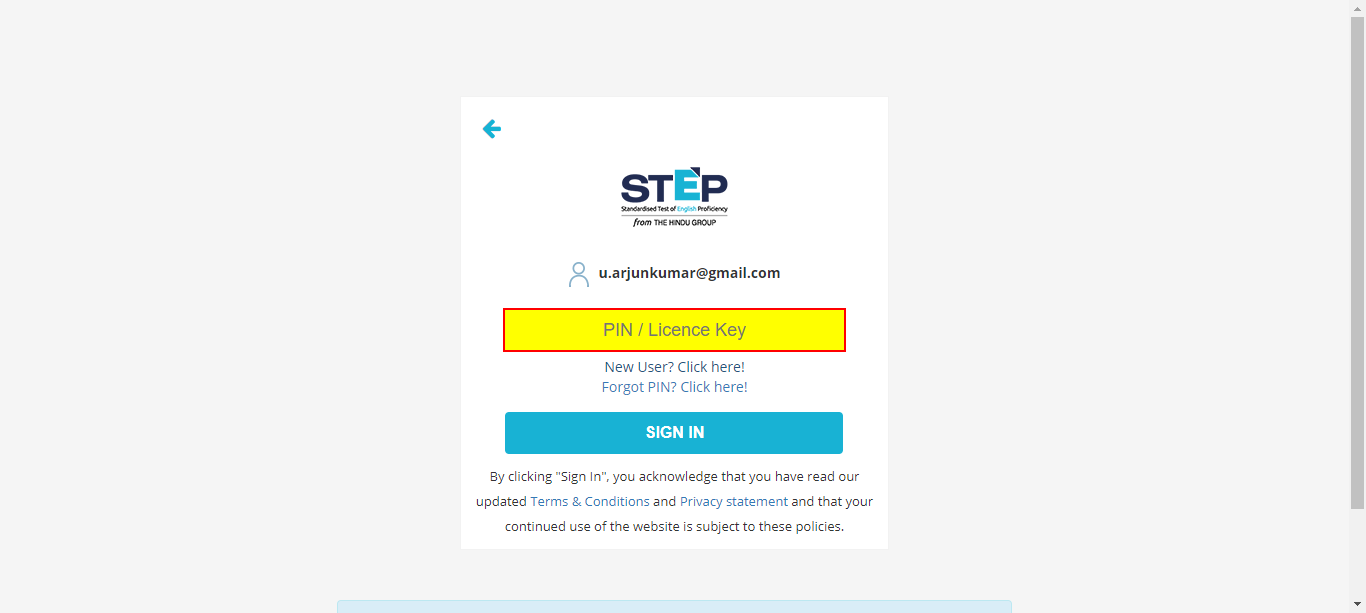 STEP
Standardised Test of English Proficiency
from THE HINDU GROUP
u.arjunkumar@gmail.com
PIN / Licence Key
New User? Click here!
Forgot PIN? Click here!
SIGN IN
By clicking "Sign In", you acknowledge that you have read our
updated Terms & Conditions and Privacy statement and that your
continued use of the website is subject to these policies.